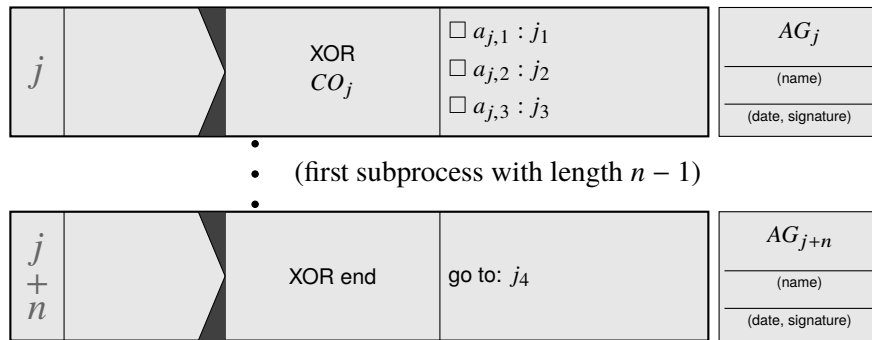 j
XOR
CO_j
☐ a_{j,1} : j_1
☐ a_{j,2} : j_2
☐ a_{j,3} : j_3
AG_j
(name)
(date, signature)
(first subprocess with length n − 1)
j
+
n
XOR end
go to: j_4
AG_{j+n}
(name)
(date, signature)